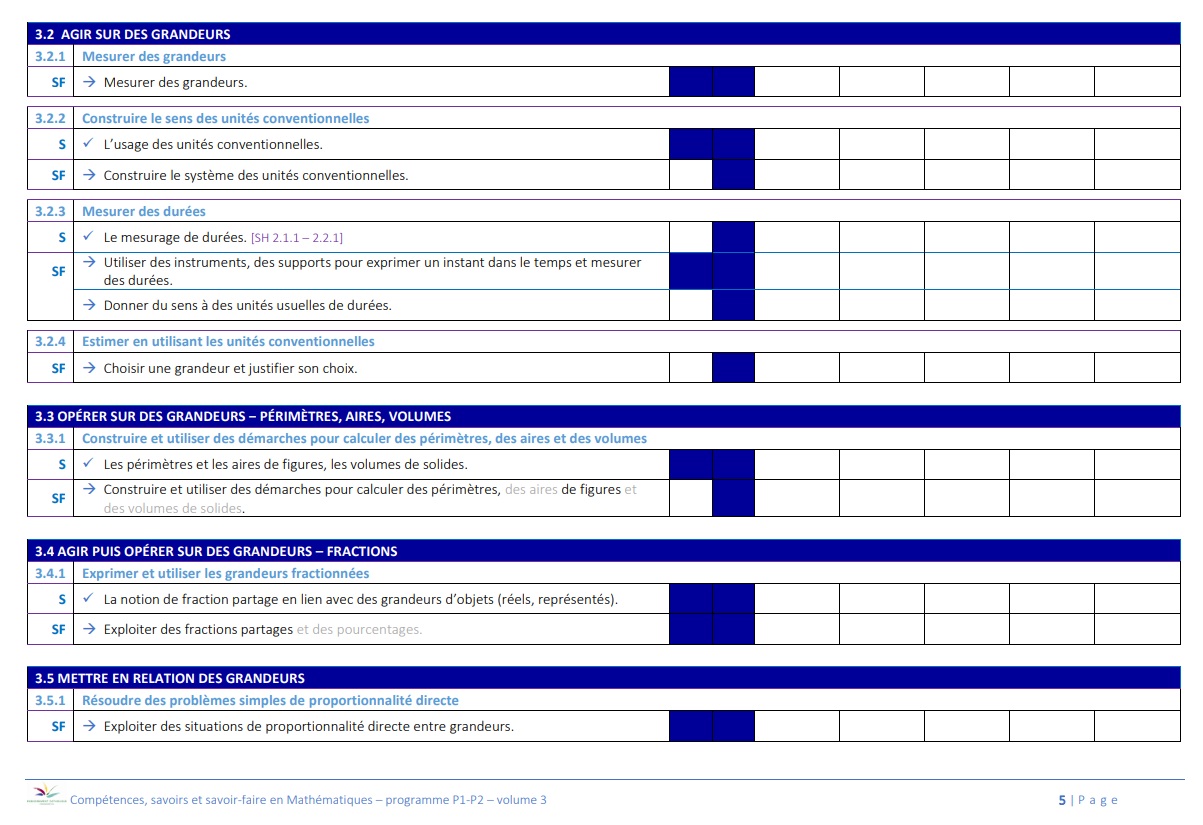 3.2 AGIR SUR DES GRANDEURS
3.2.1 Mesurer des grandeurs
SF → Mesurer des grandeurs.
3.2.2 Construire le sens des unités conventionnelles
S ✓ L’usage des unités conventionnelles.
SF → Construire le système des unités conventionnelles.
3.2.3 Mesurer des durées
S ✓ Le mesurage de durées. [SH 2.1.1 – 2.2.1]
SF → Utiliser des instruments, des supports pour exprimer un instant dans le temps et mesurer
des durées.
→ Donner du sens à des unités usuelles de durées.
3.2.4 Estimer en utilisant les unités conventionnelles
SF → Choisir une grandeur et justifier son choix.
3.3 OPÉRER SUR DES GRANDEURS – PÉRIMÈTRES, AIRES, VOLUMES
3.3.1 Construire et utiliser des démarches pour calculer des périmètres, des aires et des volumes
S ✓ Les périmètres et les aires de figures, les volumes de solides.
SF → Construire et utiliser des démarches pour calculer des périmètres, des aires de figures et
des volumes de solides.
3.4 AGIR PUIS OPÉRER SUR DES GRANDEURS – FRACTIONS
3.4.1 Exprimer et utiliser les grandeurs fractionnées
S ✓ La notion de fraction partage en lien avec des grandeurs d’objets (réels, représentés).
SF → Exploiter des fractions partages et des pourcentages.
3.5 METTRE EN RELATION DES GRANDEURS
3.5.1 Résoudre des problèmes simples de proportionnalité directe
SF → Exploiter des situations de proportionnalité directe entre grandeurs.
Compétences, savoirs et savoir-faire en Mathématiques – programme P1-P2 – volume 3
5 | Page